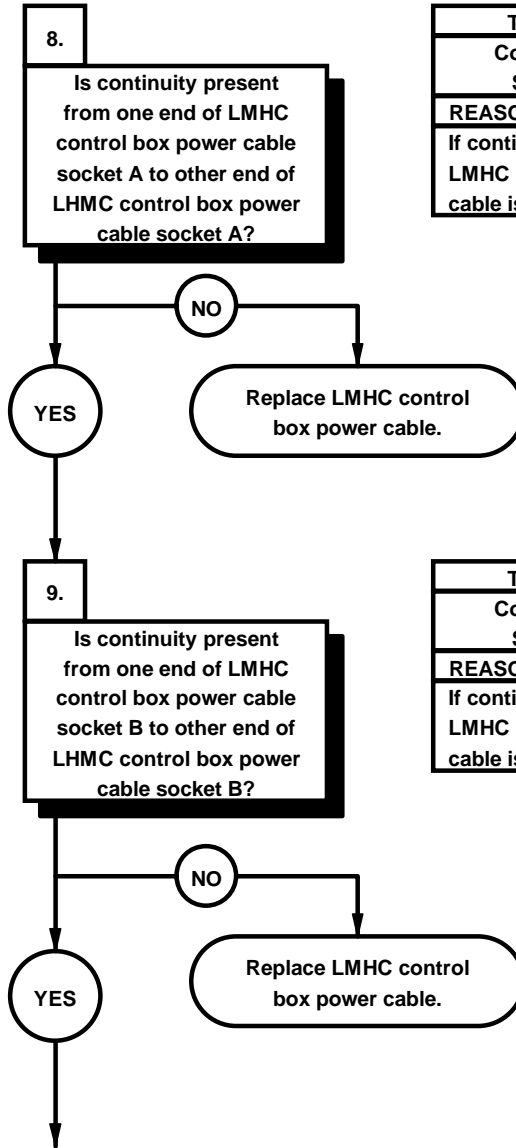 8.
Is continuity present
from one end of LMHC
control box power cable
socket A to other end of
LHMC control box power
cable socket A?
T
Co
S
REASO
If conti
LMHC
cable is
NO
YES
Replace LMHC control
box power cable.
9.
Is continuity present
from one end of LMHC
control box power cable
socket B to other end of
LHMC control box power
cable socket B?
T
Co
S
REASO
If conti
LMHC
cable is
NO
YES
Replace LMHC control
box power cable.